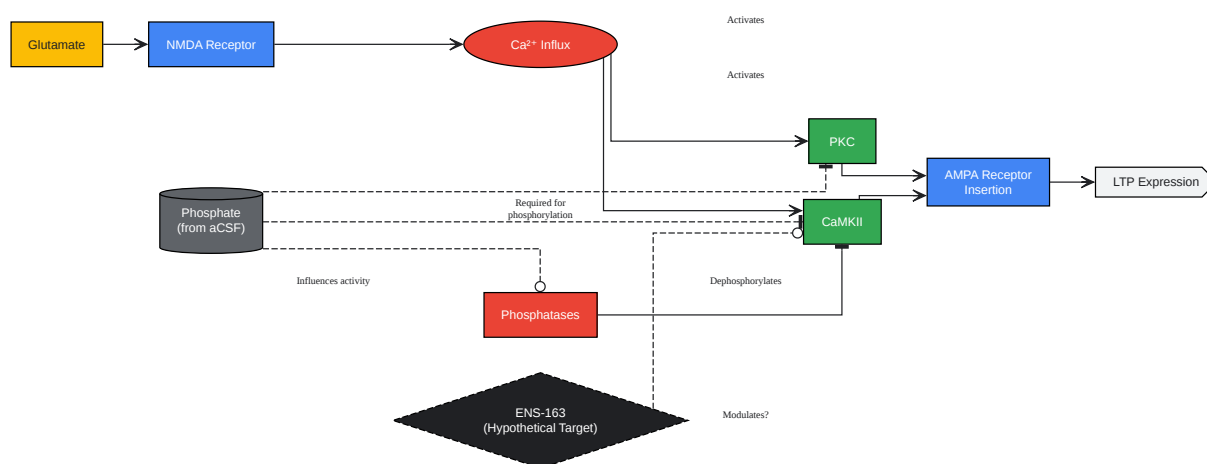 Activates
Glutamate
NMDA Receptor
Ca²⁺ Influx
Activates
PKC
AMPA Receptor
Insertion
LTP Expression
Phosphate
(from aCSF)
Required for
phosphorylation
CaMKII
Influences activity
Dephosphorylates
Phosphatases
ENS-163
(Hypothetical Target)
Modulates?